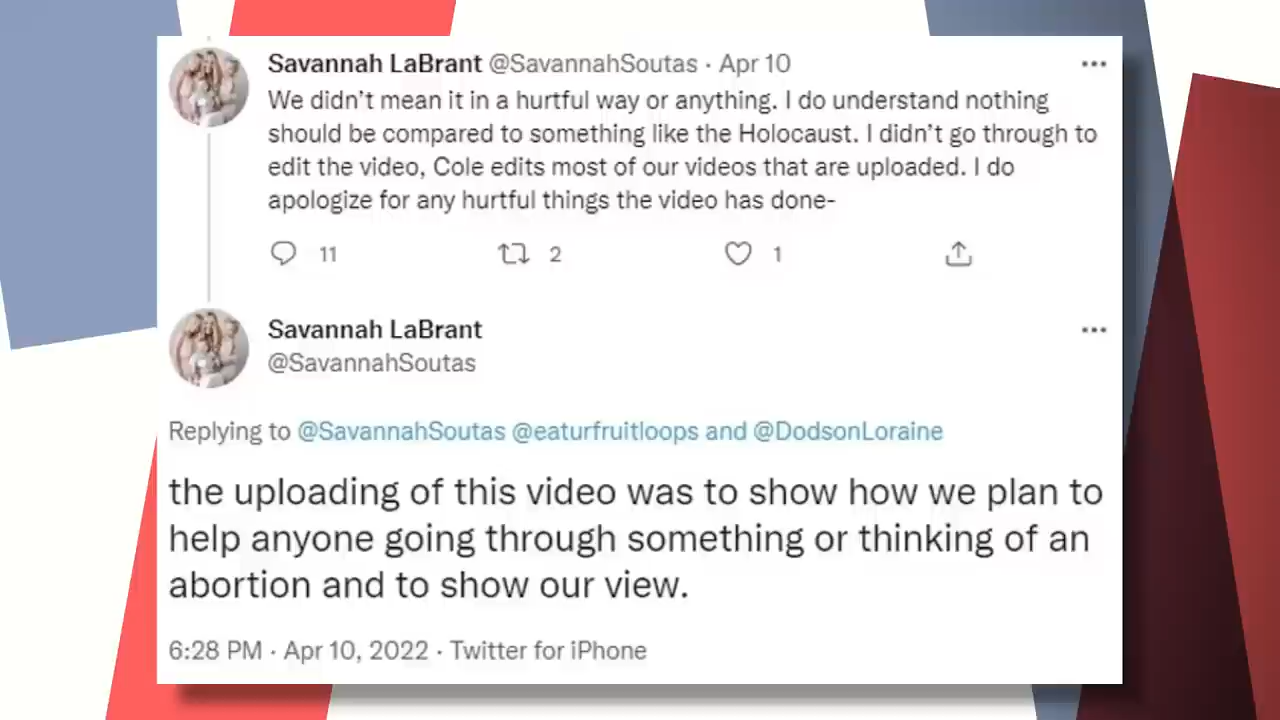 Savannah LaBrant @SavannahSoutas · Apr 10
We didn't mean it in a hurtful way or anything. I do understand nothing
should be compared to something like the Holocaust. I didn't go through to
edit the video, Cole edits most of our videos that are uploaded. I do
apologize for any hurtful things the video has done-
11 2 1
Savannah LaBrant
@SavannahSoutas
Replying to @SavannahSoutas @eaturfruitloops and @DodsonLoraine
the uploading of this video was to show how we plan to
help anyone going through something or thinking of an
abortion and to show our view.
6:28 PM · Apr 10, 2022 · Twitter for iPhone